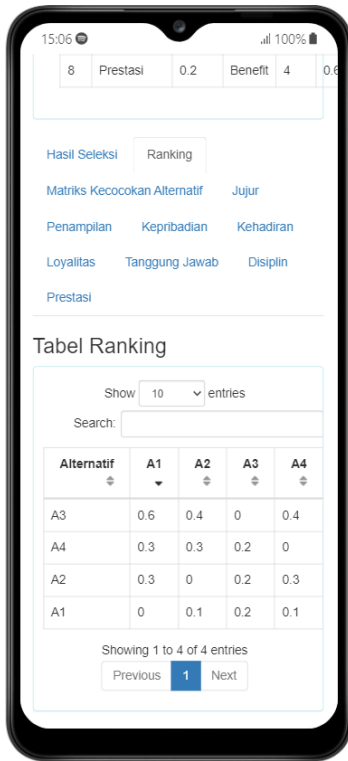 15:06 100%
8 Prestasi 0.2 Benefit 4
Hasil Seleksi Ranking
Matriks Kecocokan Alternatif Jujur
Penampilan Kepribadian Kehadiran
Loyalitas Tanggung Jawab Disiplin
Prestasi
Tabel Ranking
Show 10 entries
Search:
Alternatif A1 A2 A3 A4
A3 0.6 0.4 0 0.4
A4 0.3 0.3 0.2 0
A2 0.3 0 0.2 0.3
A1 0 0.1 0.2 0.1
Showing 1 to 4 of 4 entries
Previous 1 Next